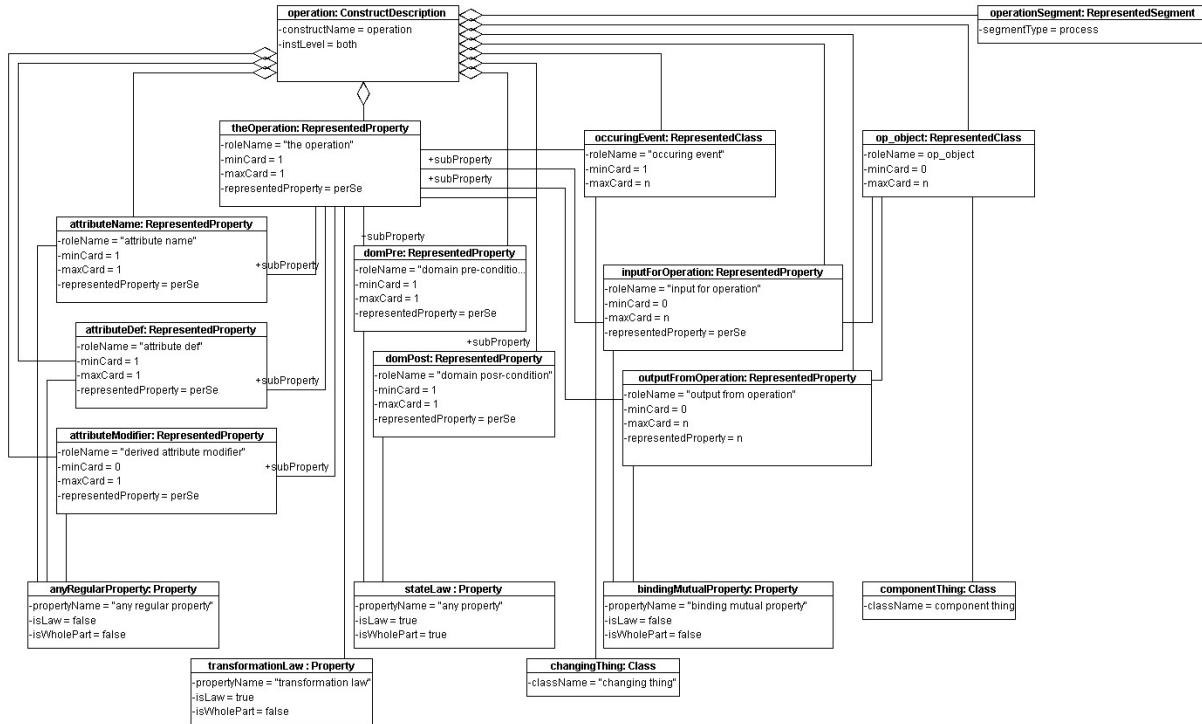 operation: ConstructDescription
-constructName = operation
-instLevel = both
operationSegment: RepresentedSegment
-segmentType = process
theOperation: RepresentedProperty
-roleName = "the operation"
-minCard = 1
-maxCard = 1
-representedProperty = perSe
occuringEvent: RepresentedClass
-roleName = "occuring event"
-minCard = 1
-maxCard = n
op_object: RepresentedClass
-roleName = op_object
-minCard = 0
-maxCard = n
+subProperty
+subProperty
attributeName: RepresentedProperty
-roleName = "attribute name"
-minCard = 1
-maxCard = 1
-representedProperty = perSe
+subProperty
+subProperty
domPre: RepresentedProperty
-roleName = "domain pre-conditio...
-minCard = 1
-maxCard = 1
-representedProperty = perSe
inputForOperation: RepresentedProperty
-roleName = "input for operation"
-minCard = 0
-maxCard = n
-representedProperty = perSe
attributeDef: RepresentedProperty
-roleName = "attribute def"
-minCard = 1
-maxCard = 1
-representedProperty = perSe
+subProperty
+subProperty
domPost: RepresentedProperty
-roleName = "domain posr-condition"
-minCard = 1
-maxCard = 1
-representedProperty = perSe
outputFromOperation: RepresentedProperty
-roleName = "output from operation"
-minCard = 0
-maxCard = n
-representedProperty = n
attributeModifier: RepresentedProperty
-roleName = "derived attribute modifier"
-minCard = 0
-maxCard = 1
-representedProperty = perSe
+subProperty
anyRegularProperty: Property
-propertyName = "any regular property"
-isLaw = false
-isWholePart = false
stateLaw : Property
-propertyName = "any property"
-isLaw = true
-isWholePart = true
bindingMutualProperty: Property
-propertyName = "binding mutual property"
-isLaw = false
-isWholePart = false
componentThing: Class
-className = component thing
transformationLaw : Property
-propertyName = "transformation law"
-isLaw = true
-isWholePart = false
changingThing: Class
-className = "changing thing"